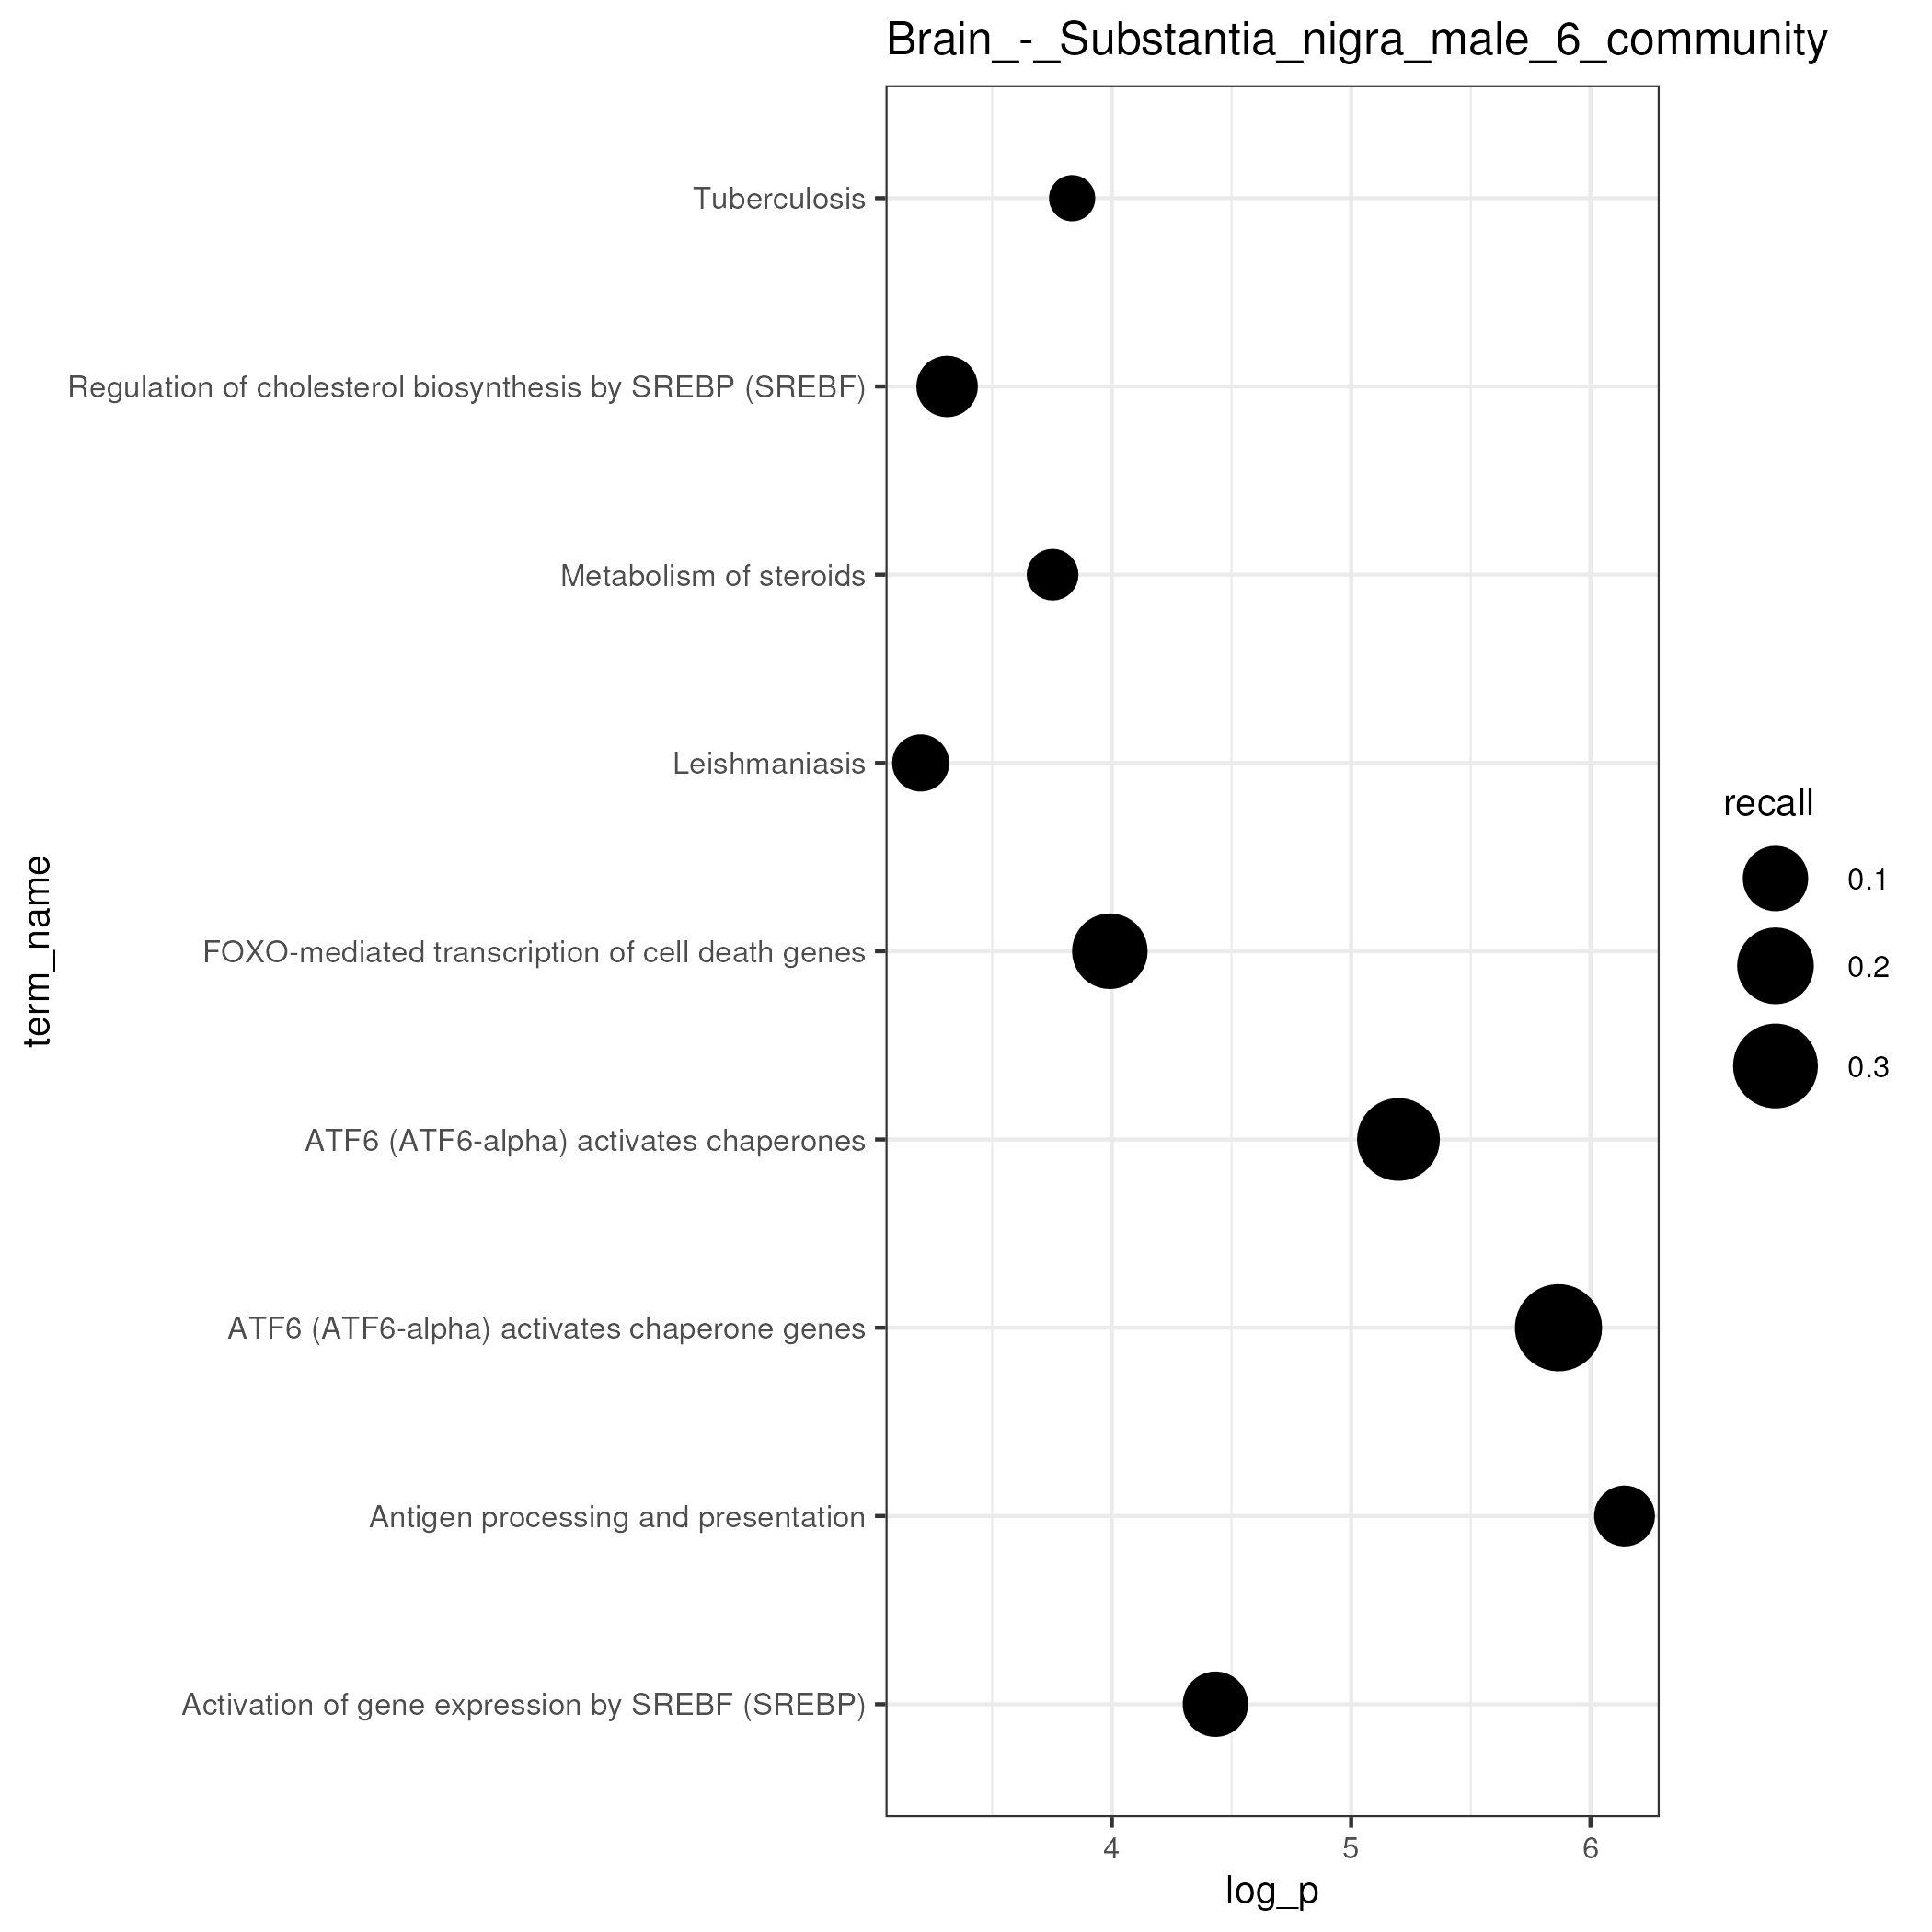 Brain_-_Substantia_nigra_male_6_community
Tuberculosis
Regulation of cholesterol biosynthesis by SREBP (SREBF)
Metabolism of steroids
Leishmaniasis
FOXO-mediated transcription of cell death genes
ATF6 (ATF6-alpha) activates chaperones
ATF6 (ATF6-alpha) activates chaperone genes
Antigen processing and presentation
Activation of gene expression by SREBF (SREBP)
term_name
4 5 6
log_p
recall
0.1
0.2
0.3